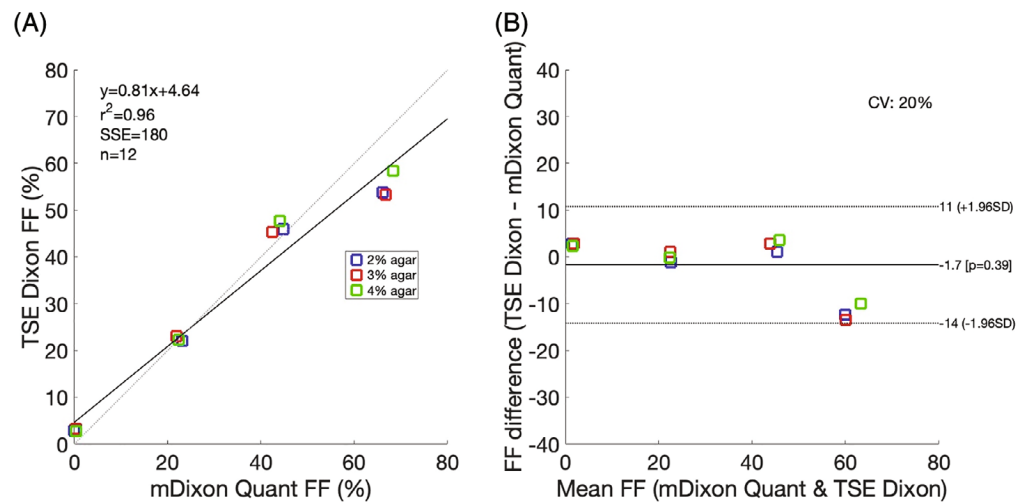 (A)
TSE Dixon FF (%)
80
70
60
50
40
30
20
10
0
y=0.81x+4.64
r²=0.96
SSE=180
n=12
2% agar
3% agar
4% agar
0 20 40 60 80
mDixon Quant FF (%)
(B)
FF difference (TSE Dixon - mDixon Quant)
40
30
20
10
0
-10
-20
-30
-40
CV: 20%
11 (+1.96SD)
-1.7 [p=0.39]
-14 (-1.96SD)
0 20 40 60 80
Mean FF (mDixon Quant & TSE Dixon)